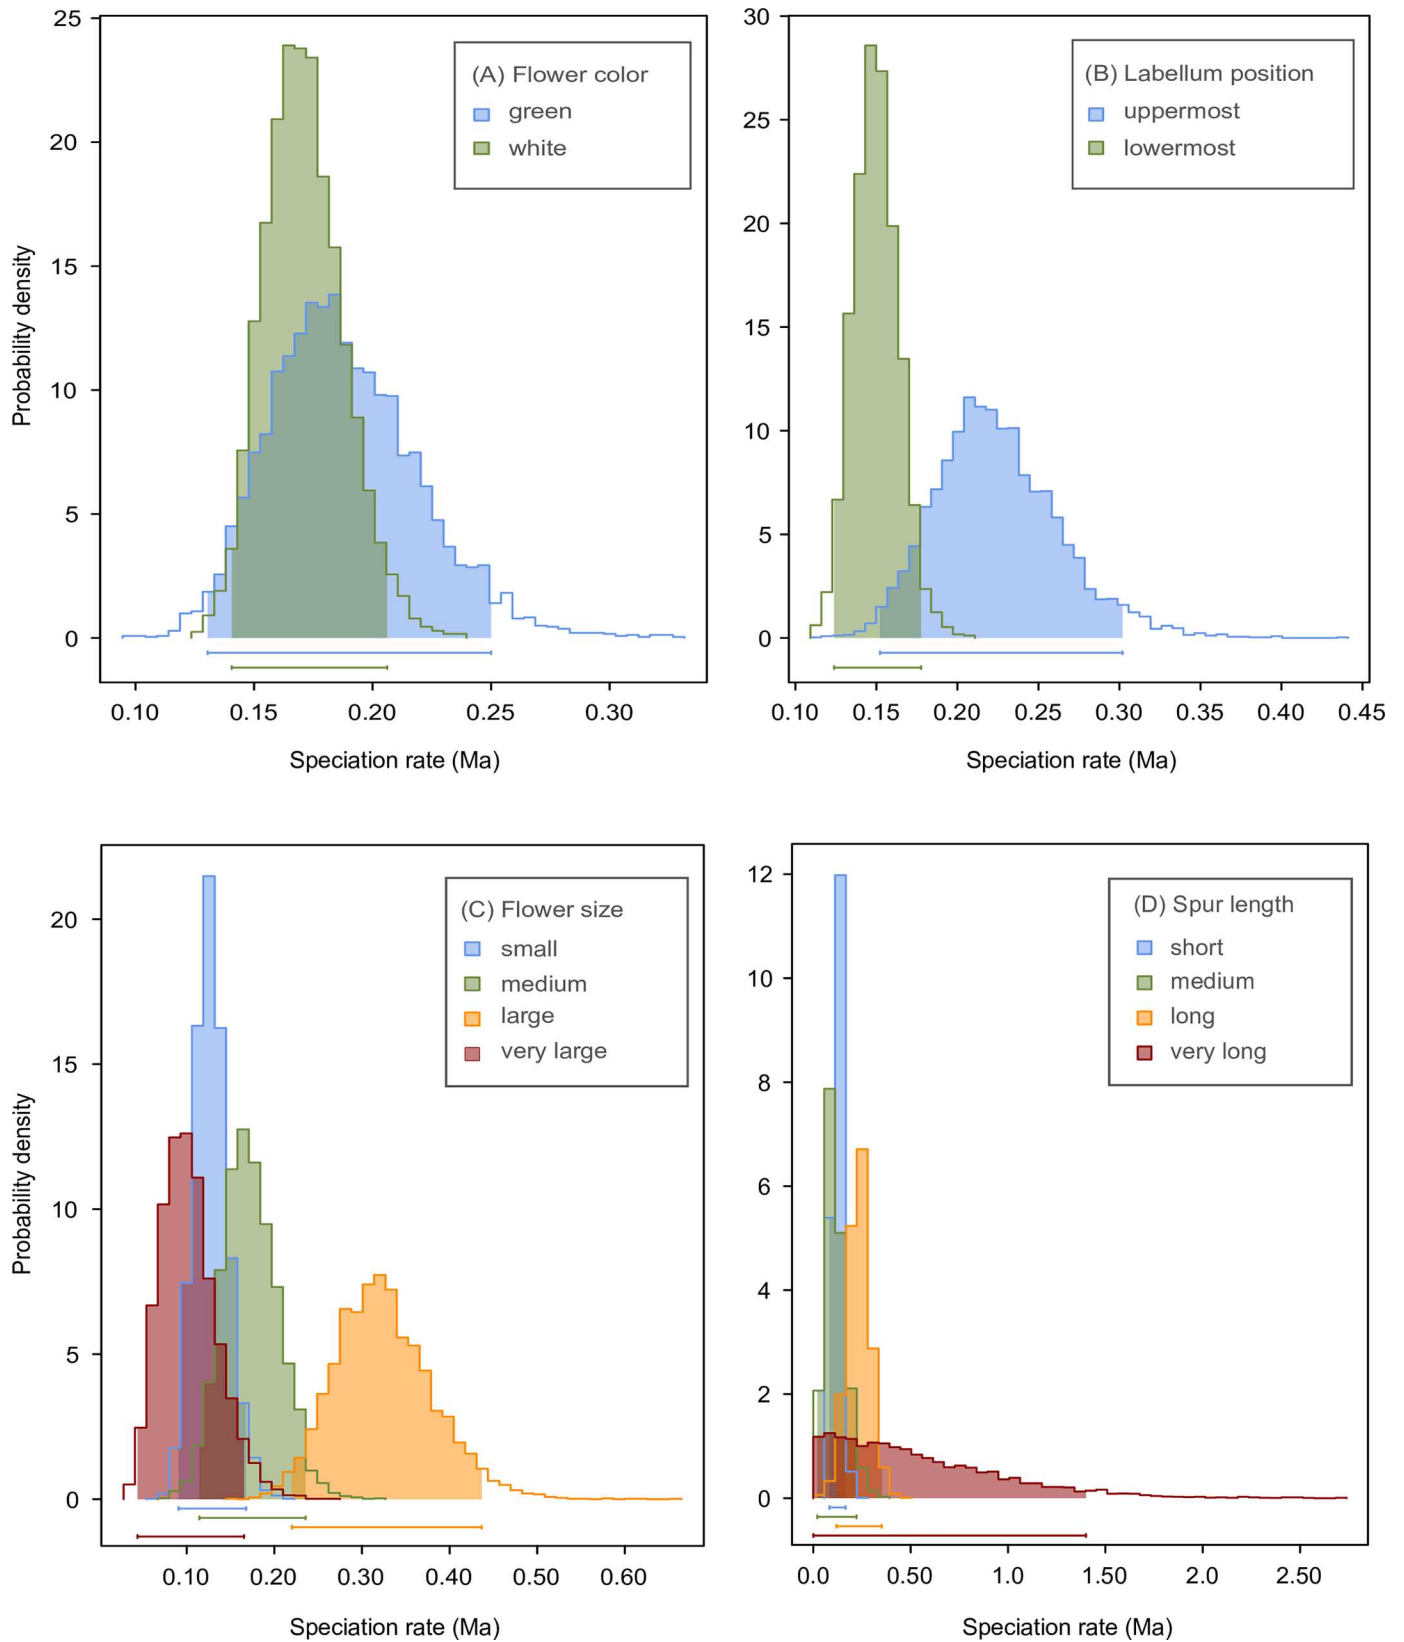 25
20
15
10
5
0
Probability density
(A) Flower color
green
white
0.10 0.15 0.20 0.25 0.30
Speciation rate (Ma)
30
25
20
15
10
5
0
(B) Labellum position
uppermost
lowermost
0.10 0.15 0.20 0.25 0.30 0.35 0.40 0.45
Speciation rate (Ma)
20
15
10
5
0
Probability density
(C) Flower size
small
medium
large
very large
0.10 0.20 0.30 0.40 0.50 0.60
Speciation rate (Ma)
12
10
8
6
4
2
0
(D) Spur length
short
medium
long
very long
0.0 0.50 1.0 1.50 2.0 2.50
Speciation rate (Ma)